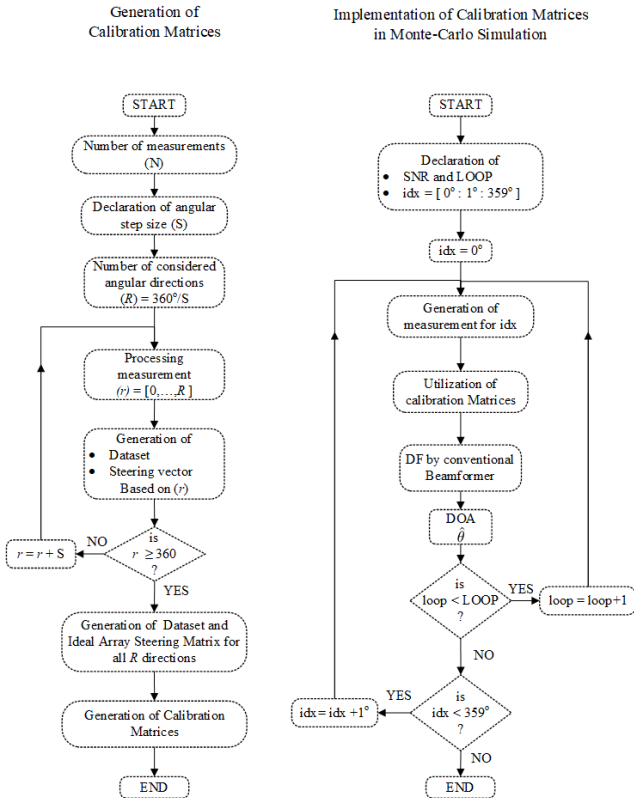 Generation of
Calibration Matrices
START
Number of measurements
(N)
Declaration of angular
step size (S)
Number of considered
angular directions
(R) = 360°/S
Processing
measurement
(r) = [0,…,R ]
Generation of
• Dataset
• Steering vector
Based on (r)
is
r ≥ 360
?
NO
r = r + S
YES
Generation of Dataset and
Ideal Array Steering Matrix for
all R directions
Generation of Calibration
Matrices
END
Implementation of Calibration Matrices
in Monte-Carlo Simulation
START
Declaration of
• SNR and LOOP
• idx = [ 0° : 1° : 359° ]
idx = 0°
Generation of
measurement for idx
Utilization of
calibration Matrices
DF by conventional
Beamformer
DOA
θ̂
is
loop < LOOP
?
YES
loop = loop+1
NO
is
idx < 359°
?
YES
idx = idx +1°
NO
END